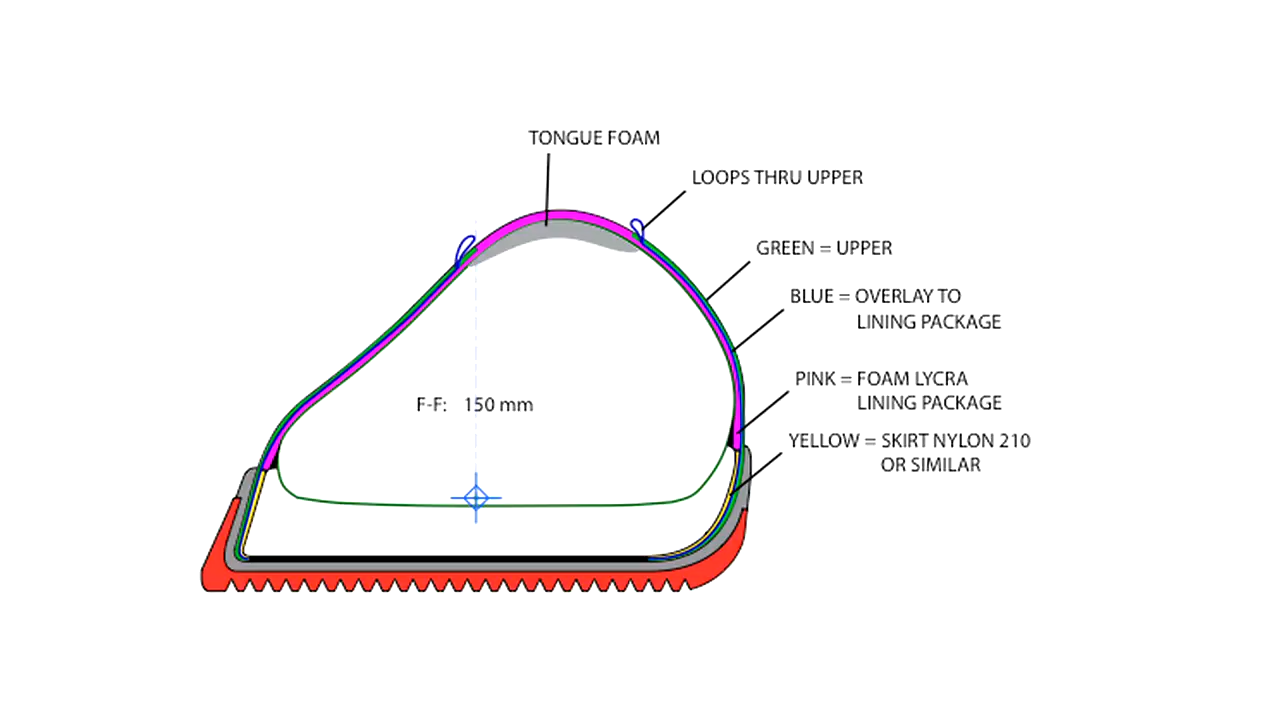 TONGUE FOAM
LOOPS THRU UPPER
GREEN = UPPER
BLUE = OVERLAY TO
LINING PACKAGE
PINK = FOAM LYCRA
LINING PACKAGE
F-F: 150 mm
YELLOW = SKIRT NYLON 210
OR SIMILAR